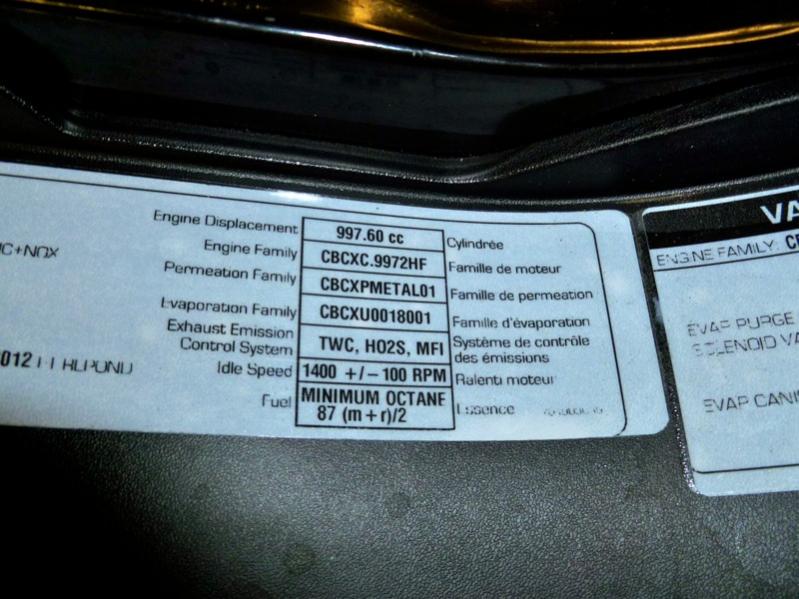 Engine Displacement 997.60 cc Cylindrée
Engine Family CBCXC.9972HF Famille de moteur
Permeation Family CBCXPMETAL01 Famille de permeation
Evaporation Family CBCXU0018001 Famille d'évaporation
Exhaust Emission Control System TWC, HO2S, MFI Système de contrôle des émissions
Idle Speed 1400 +/- 100 RPM Ralenti moteur
Fuel MINIMUM OCTANE 87 (m+r)/2 Essence
C+NOX
012
VA
ENGINE FAMILY: CB
EVAP PURGE
SOLENOID VA
EVAP CANI